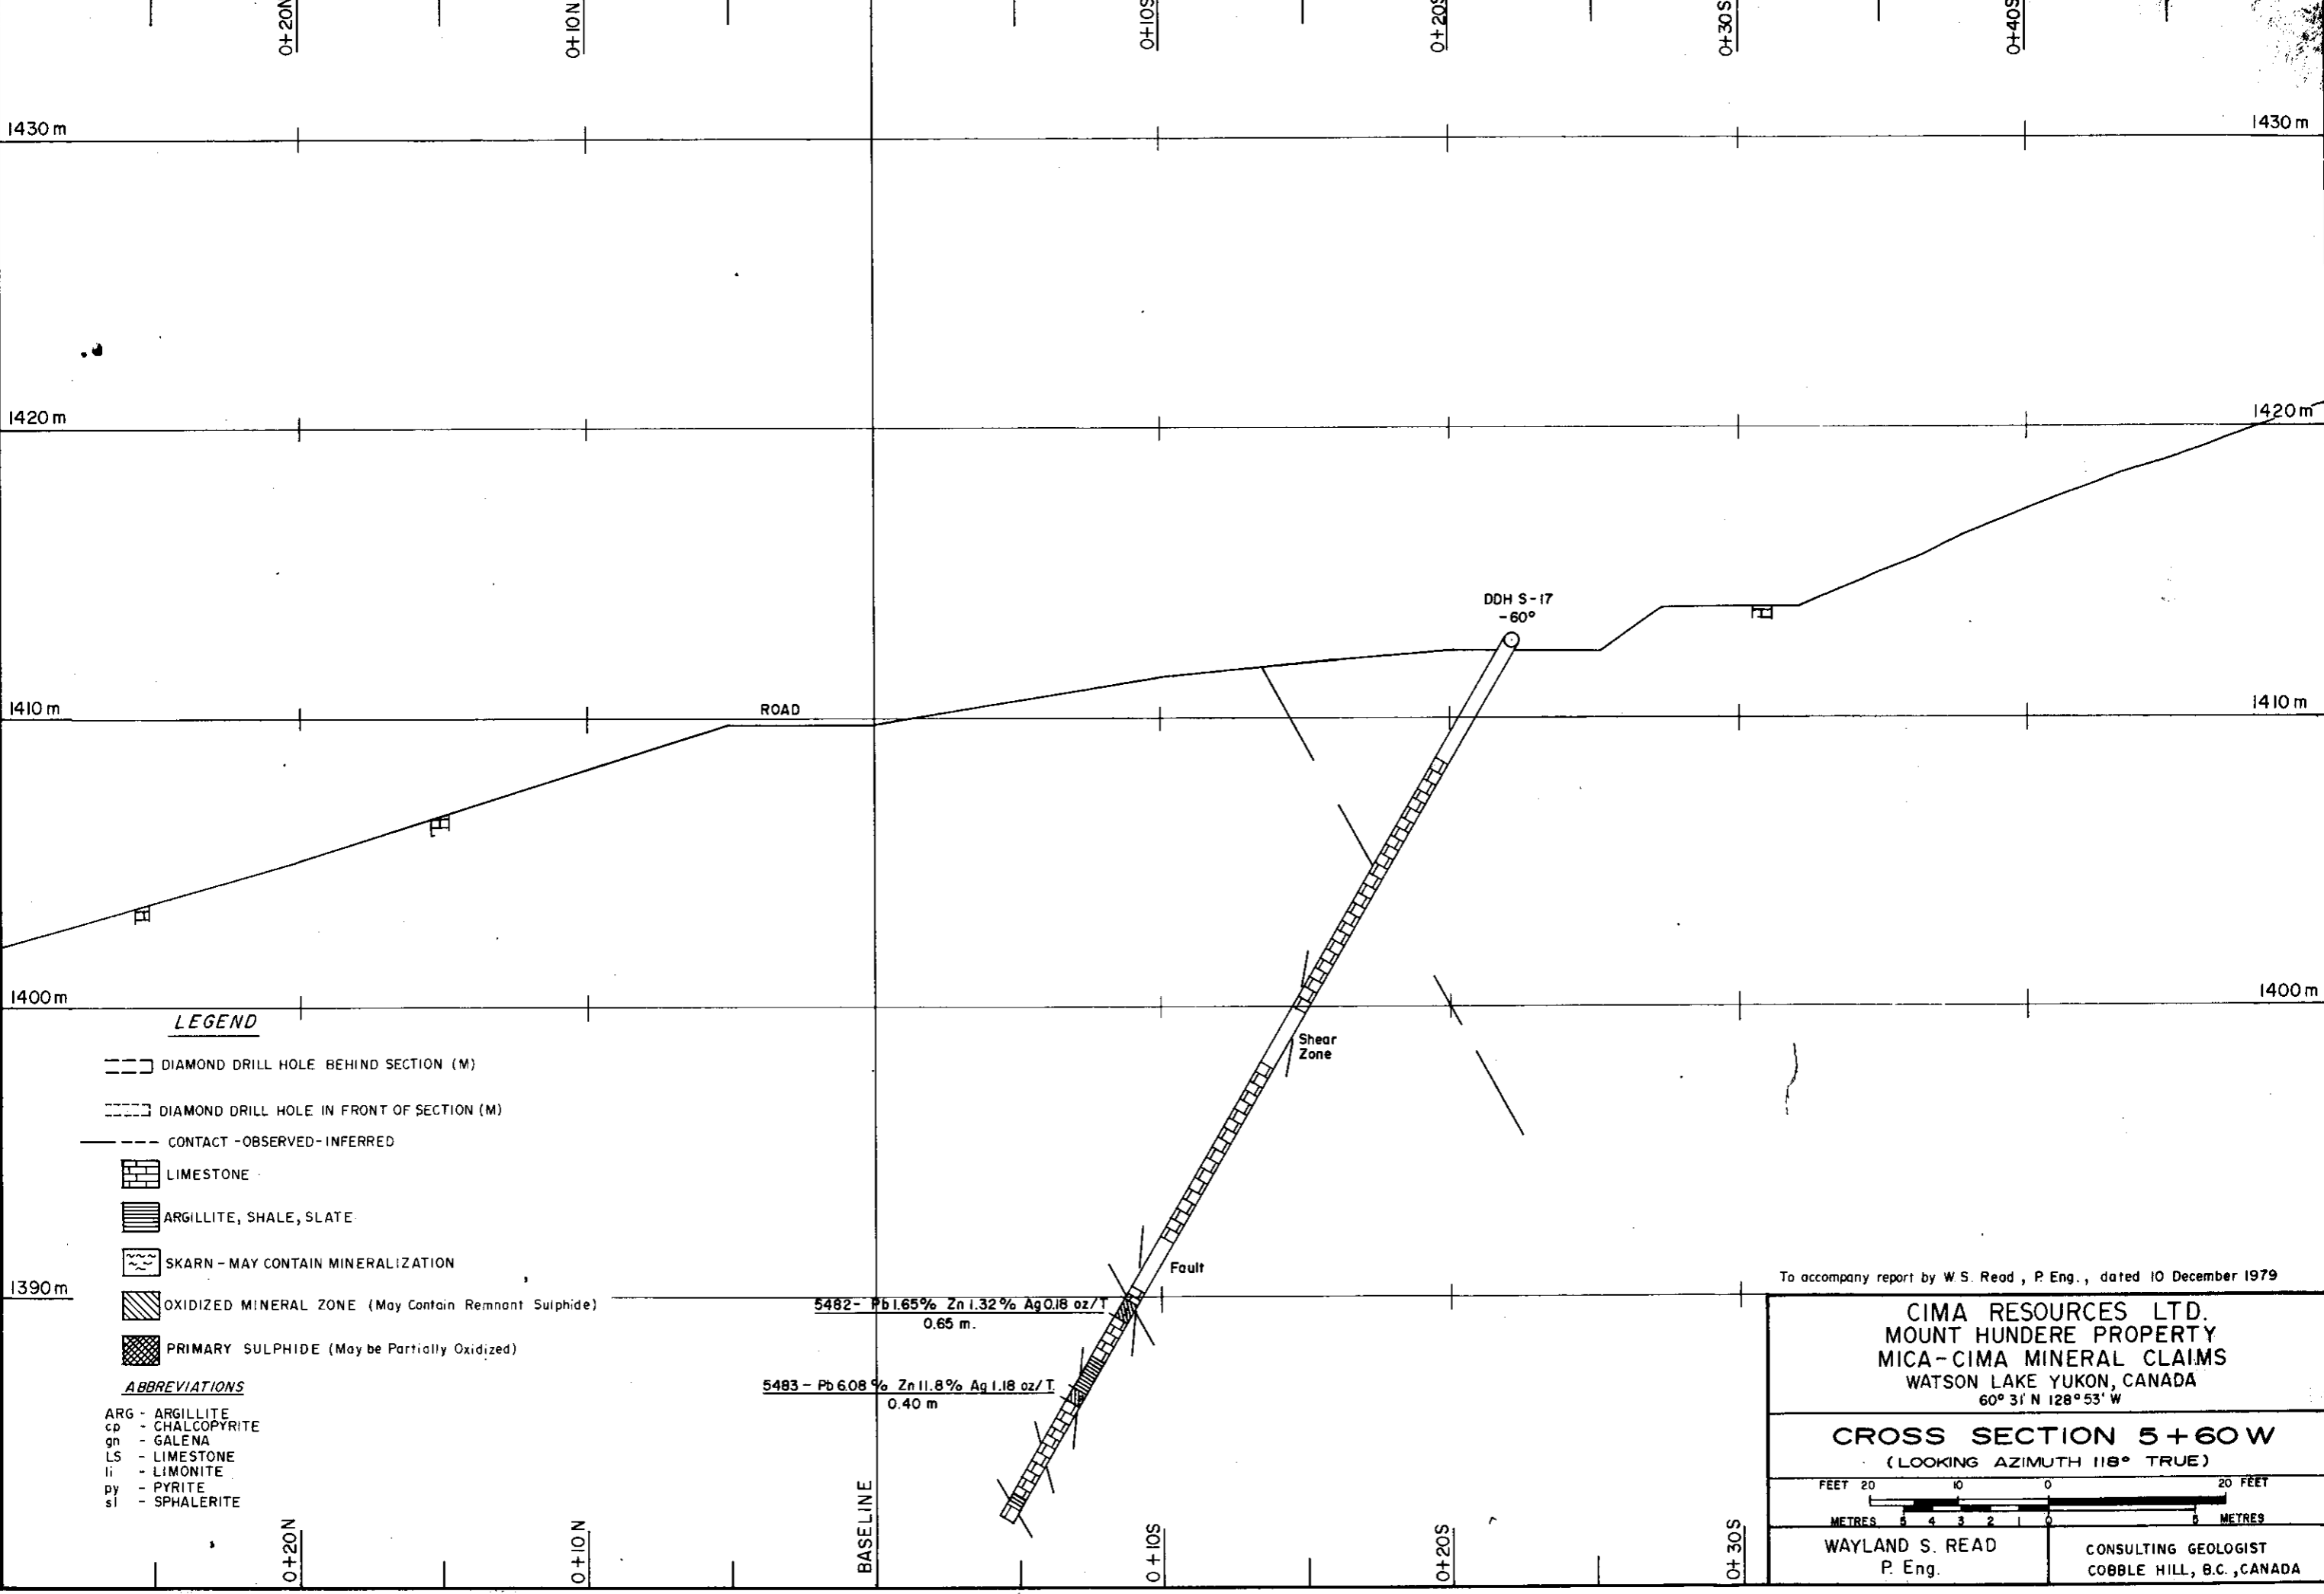 0+20N
0+10N
0+10S
0+20S
0+30S
0+40S
1430 m
1430 m
1420 m
1420 m
DDH S-17
-60°
1410 m
ROAD
1410 m
1400 m
1400 m
Shear
Zone
Fault
LEGEND
DIAMOND DRILL HOLE BEHIND SECTION (M)
DIAMOND DRILL HOLE IN FRONT OF SECTION (M)
CONTACT -OBSERVED-INFERRED
LIMESTONE
ARGILLITE, SHALE, SLATE
SKARN - MAY CONTAIN MINERALIZATION
1390 m
OXIDIZED MINERAL ZONE (May Contain Remnant Sulphide)
PRIMARY SULPHIDE (May be Partially Oxidized)
ABBREVIATIONS
ARG - ARGILLITE
cp - CHALCOPYRITE
gn - GALENA
LS - LIMESTONE
li - LIMONITE
py - PYRITE
sl - SPHALERITE
5482- Pb 1.65% Zn 1.32% Ag 0.18 oz/T
0.65 m.
5483 - Pb 6.08 % Zn 11.8% Ag 1.18 oz/T.
0.40 m
0+20N
0+10N
BASELINE
0+10S
0+20S
0+30S
To accompany report by W.S. Read, P. Eng., dated 10 December 1979
CIMA RESOURCES LTD.
MOUNT HUNDERE PROPERTY
MICA-CIMA MINERAL CLAIMS
WATSON LAKE YUKON, CANADA
60° 31' N 128° 53' W
CROSS SECTION 5+60W
(LOOKING AZIMUTH 118° TRUE)
FEET 20 10 0 20 FEET
METRES 5 4 3 2 1 0 5 METRES
WAYLAND S. READ
P. Eng.
CONSULTING GEOLOGIST
COBBLE HILL, B.C., CANADA